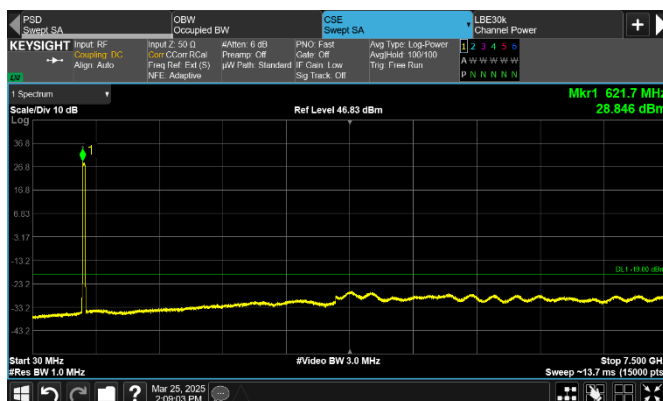 PSD
Swept SA
OBW
Occupied BW
CSE
Swept SA
LBE30k
Channel Power
KEYSIGHT
Input: RF
Coupling: DC
Align: Auto
Input Z: 50 Ω
Corr CCorr RCal
Freq Ref: Ext (S)
NFE: Adaptive
#Atten: 6 dB
Preamp: Off
µW Path: Standard
PNO: Fast
Gate: Off
IF Gain: Low
Sig Track: Off
Avg Type: Log-Power
Avg|Hold: 100/100
Trig: Free Run
1 2 3 4 5 6
A W W W W W
P N N N N N
1 Spectrum
Mkr1 621.7 MHz
Scale/Div 10 dB
Ref Level 46.83 dBm
28.846 dBm
Log
36.8
1
26.8
16.8
6.83
-3.17
-13.2
DL1 -19.00 dBm
-23.2
-33.2
-43.2
Start 30 MHz
#Video BW 3.0 MHz
Stop 7.500 GH
#Res BW 1.0 MHz
Sweep ~13.7 ms (15000 pts
?
Mar 25, 2025
2:09:03 PM